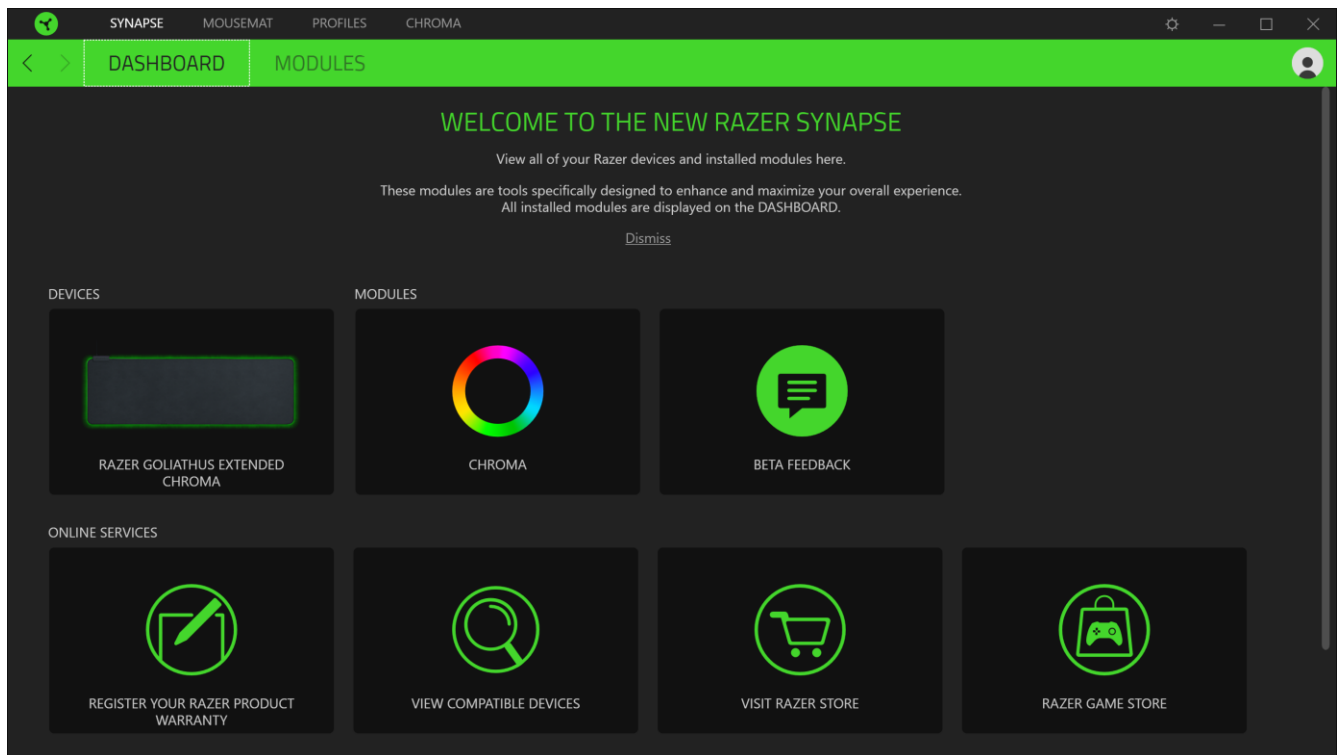 SYNAPSE MOUSEMAT PROFILES CHROMA
DASHBOARD MODULES
WELCOME TO THE NEW RAZER SYNAPSE
View all of your Razer devices and installed modules here.
These modules are tools specifically designed to enhance and maximize your overall experience.
All installed modules are displayed on the DASHBOARD.
Dismiss
DEVICES
MODULES
RAZER GOLIATHUS EXTENDED
CHROMA
CHROMA
BETA FEEDBACK
ONLINE SERVICES
REGISTER YOUR RAZER PRODUCT
WARRANTY
VIEW COMPATIBLE DEVICES
VISIT RAZER STORE
RAZER GAME STORE